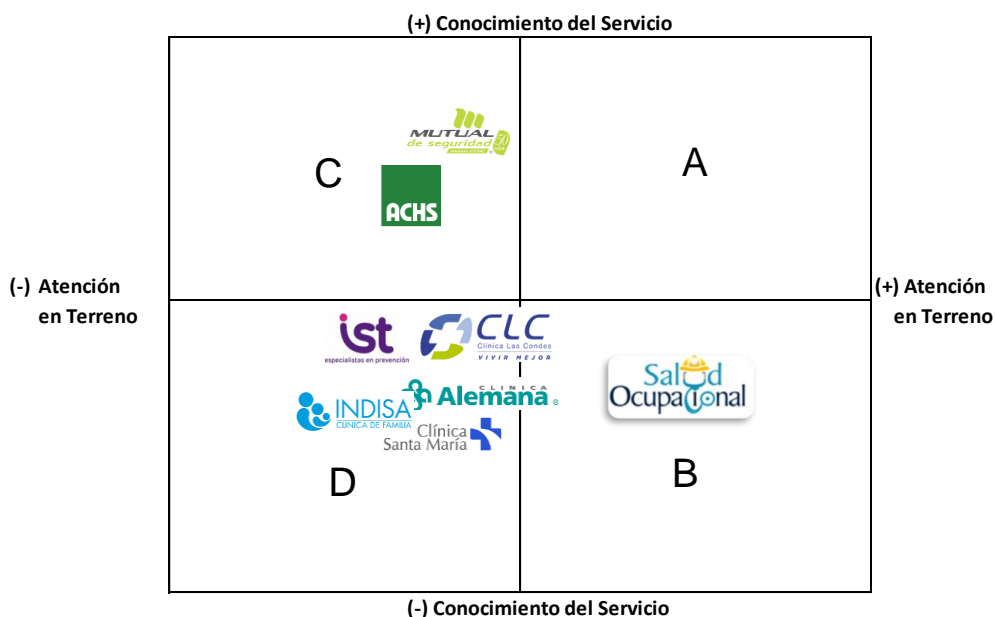 (+) Conocimiento del Servicio
MUTUAL
de seguridad
C
A
ACHS
(-) Atención
en Terreno
(+) Atención
en Terreno
ist
especialistas en prevención
CLC
Clínica Las Condes
VIVIR MEJOR
Salud
Ocupacional
CLINICA
Alemana
INDISA
CLINICA DE FAMILIA
Clínica
Santa María
D
B
(-) Conocimiento del Servicio